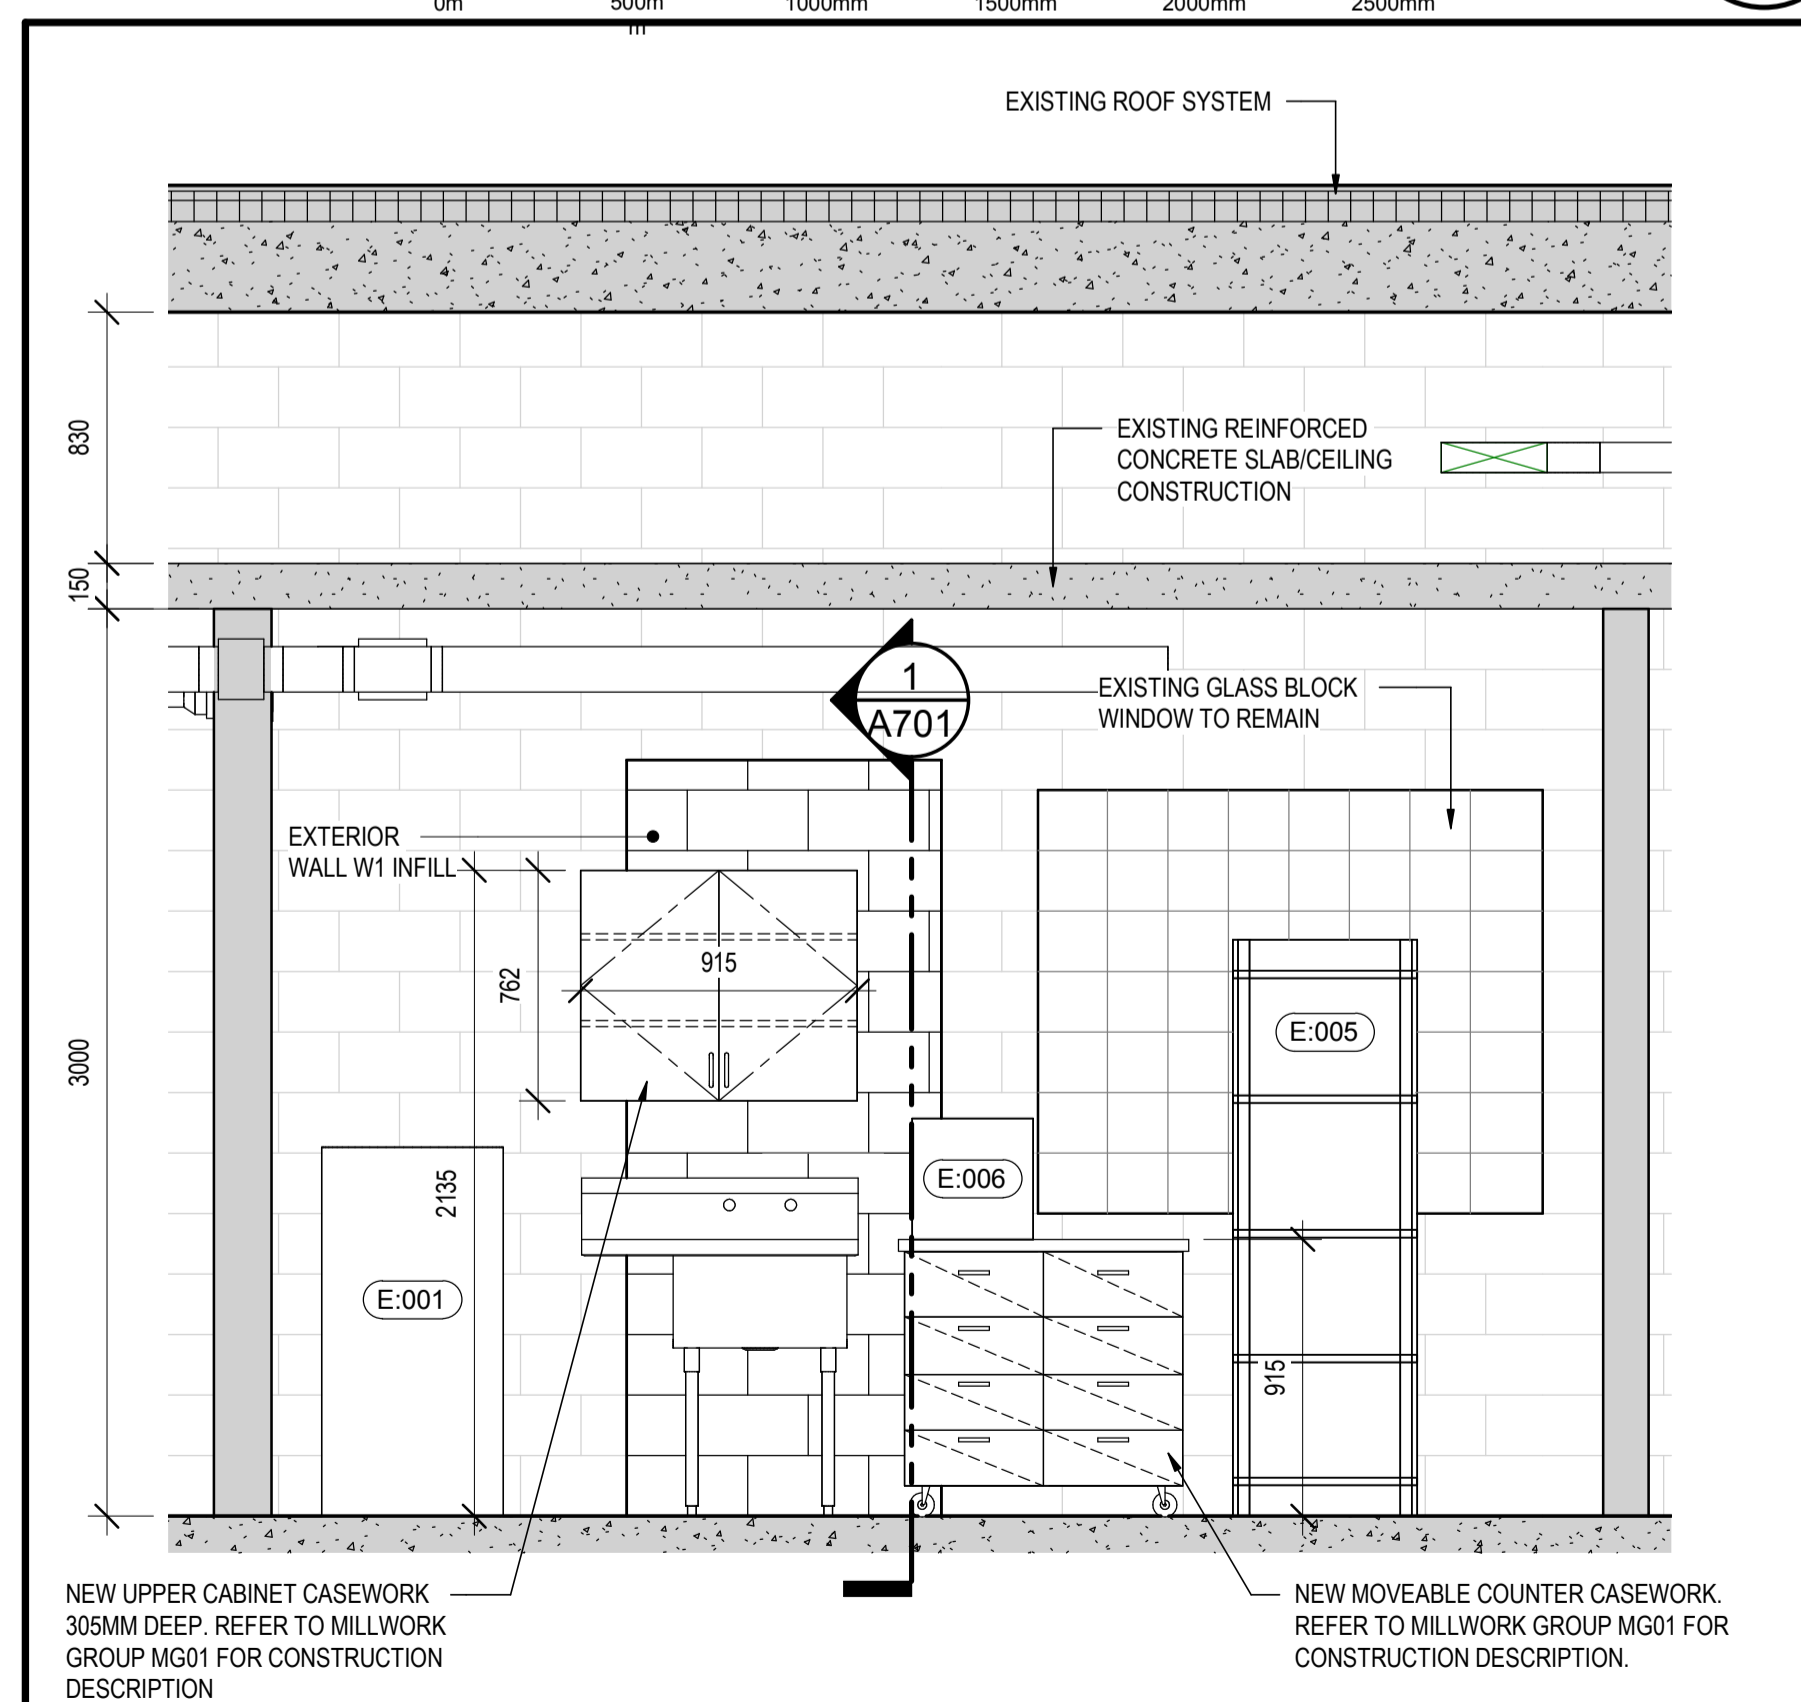 0m 500m 1000mm 1500mm 2000mm 2500mm
m
EXISTING ROOF SYSTEM
830
EXISTING REINFORCED
CONCRETE SLAB/CEILING
CONSTRUCTION
150
1
A701
EXISTING GLASS BLOCK
WINDOW TO REMAIN
EXTERIOR
WALL W1 INFILL
915
762
3000
E:005
2135
E:006
E:001
915
NEW UPPER CABINET CASEWORK
305MM DEEP. REFER TO MILLWORK
GROUP MG01 FOR CONSTRUCTION
DESCRIPTION
NEW MOVEABLE COUNTER CASEWORK.
REFER TO MILLWORK GROUP MG01 FOR
CONSTRUCTION DESCRIPTION.